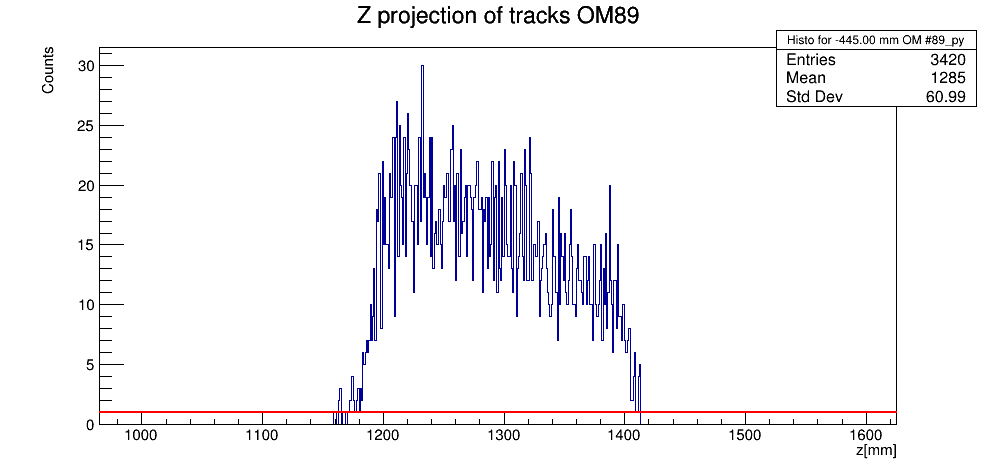 Z projection of tracks OM89
Histo for -445.00 mm OM #89_py
Entries 3420
Mean 1285
Std Dev 60.99
Counts
30
25
20
15
10
5
0
1000 1100 1200 1300 1400 1500 1600
z[mm]